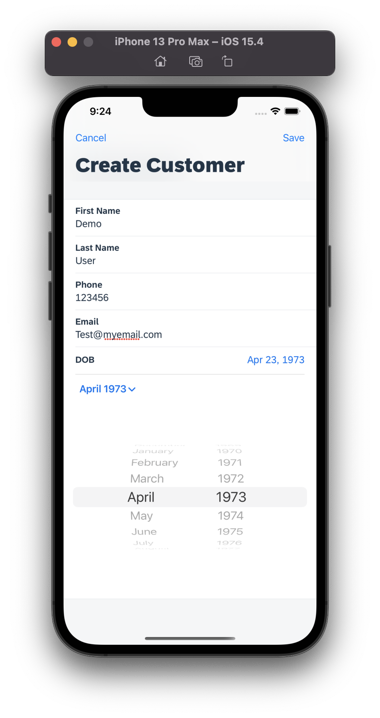 iPhone 13 Pro Max – iOS 15.4
9:24
Cancel Save
Create Customer
First Name
Demo
Last Name
User
Phone
123456
Email
Test@myemail.com
DOB Apr 23, 1973
April 1973
January 1970
February 1971
March 1972
April 1973
May 1974
June 1975
July 1976